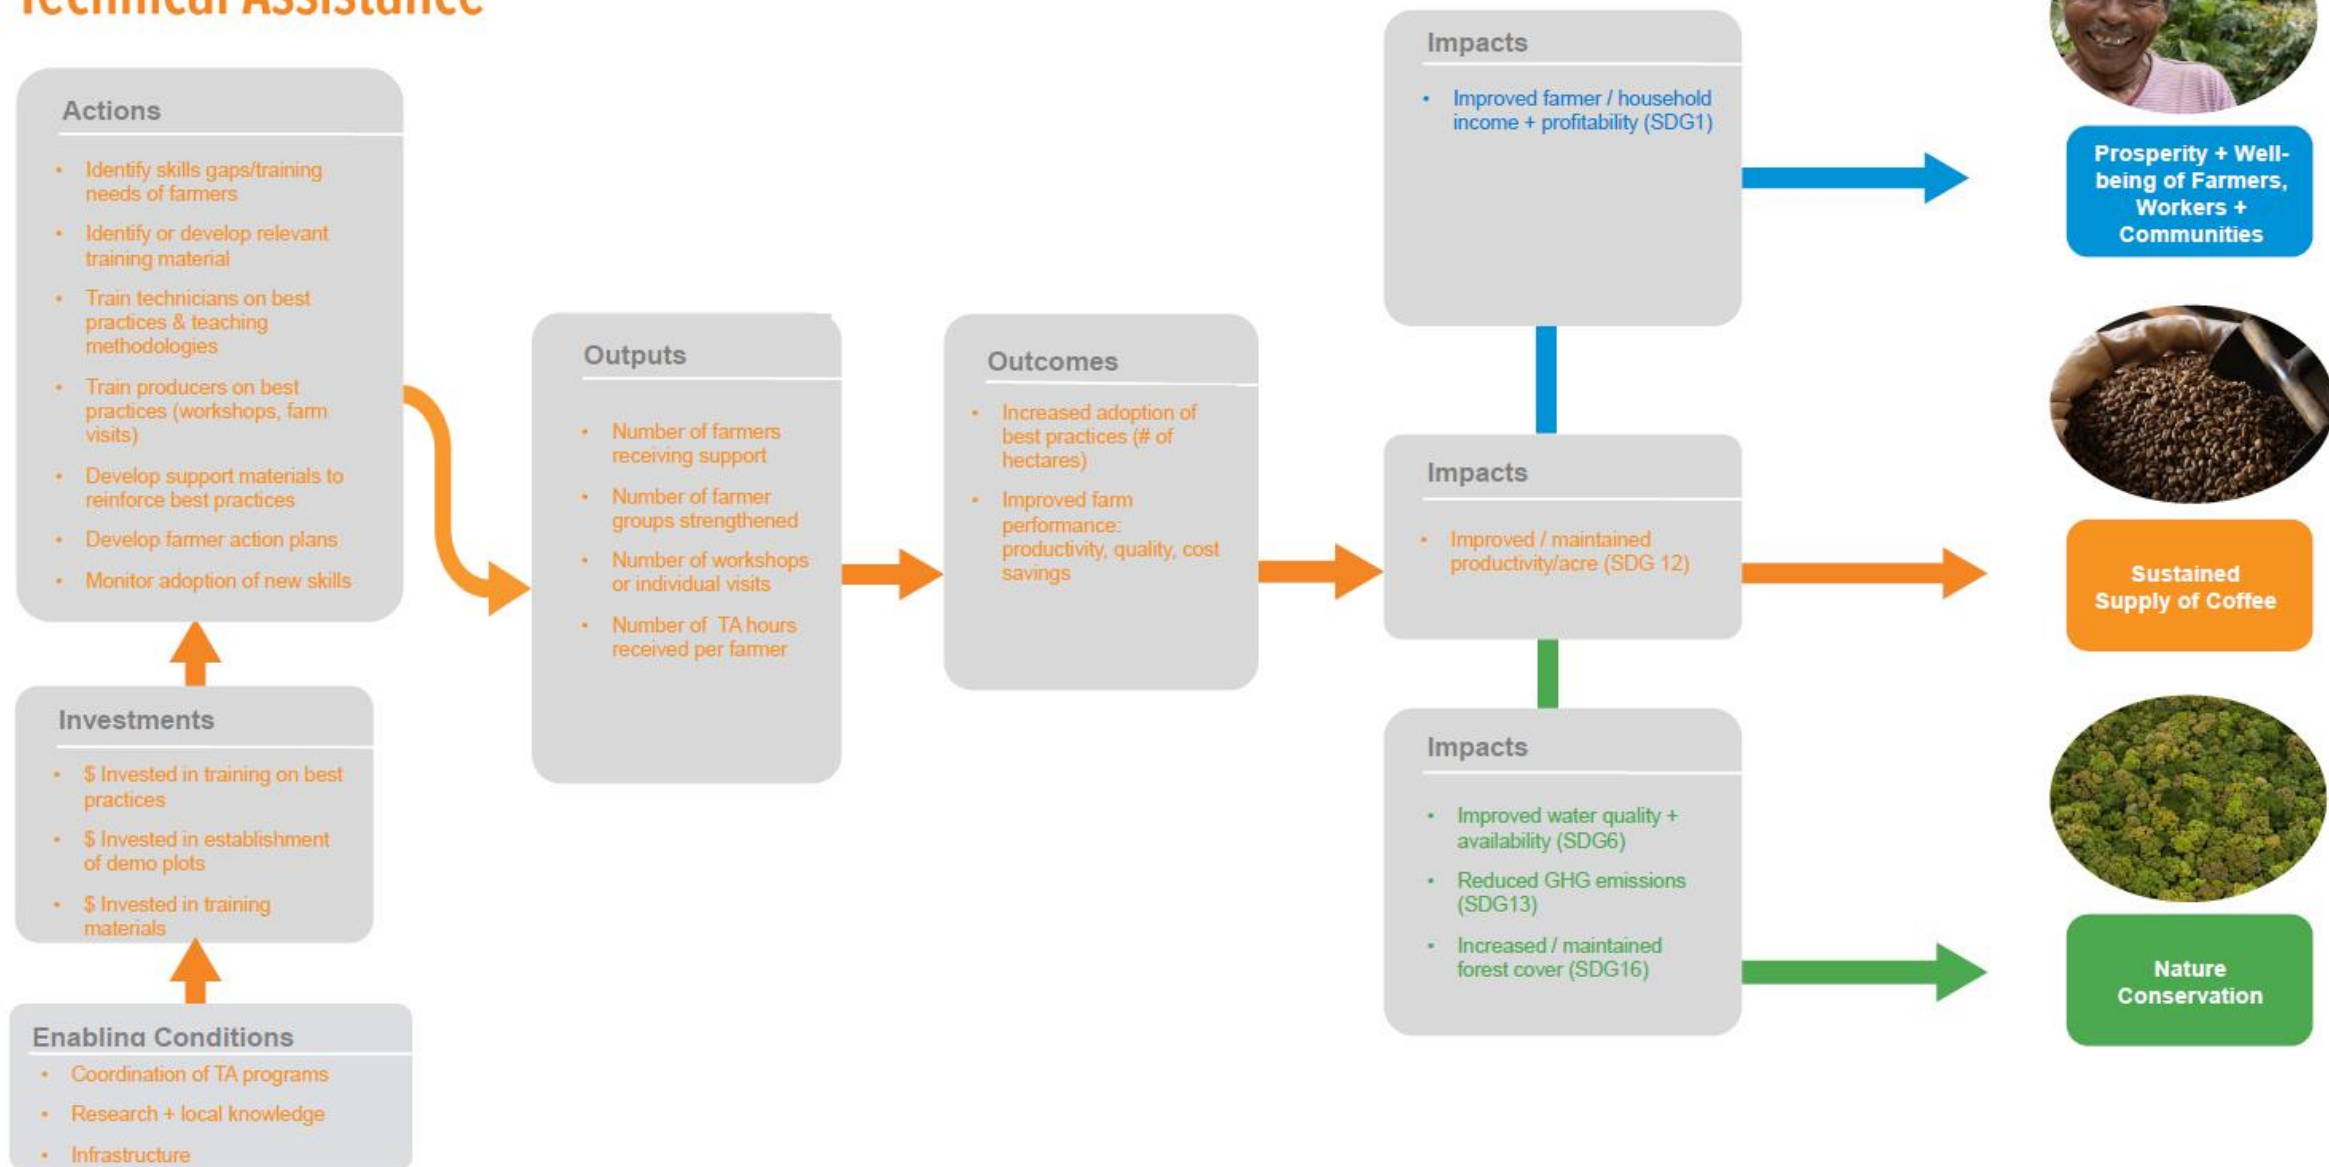 Technical Assistance
Actions
• Identify skills gaps/training
needs of farmers
• Identify or develop relevant
training material
• Train technicians on best
practices & teaching
methodologies
• Train producers on best
practices (workshops, farm
visits)
• Develop support materials to
reinforce best practices
• Develop farmer action plans
• Monitor adoption of new skills
Investments
• $ Invested in training on best
practices
• $ Invested in establishment
of demo plots
• $ Invested in training
materials
Enabling Conditions
• Coordination of TA programs
• Research + local knowledge
• Infrastructure
Outputs
• Number of farmers
receiving support
• Number of farmer
groups strengthened
• Number of workshops
or individual visits
• Number of TA hours
received per farmer
Outcomes
• Increased adoption of
best practices (# of
hectares)
• Improved farm
performance:
productivity, quality, cost
savings
Impacts
• Improved farmer / household
income + profitability (SDG1)
Impacts
• Improved / maintained
productivity/acre (SDG 12)
Impacts
• Improved water quality +
availability (SDG6)
• Reduced GHG emissions
(SDG13)
• Increased / maintained
forest cover (SDG16)
Prosperity + Well-
being of Farmers,
Workers +
Communities
Sustained
Supply of Coffee
Nature
Conservation